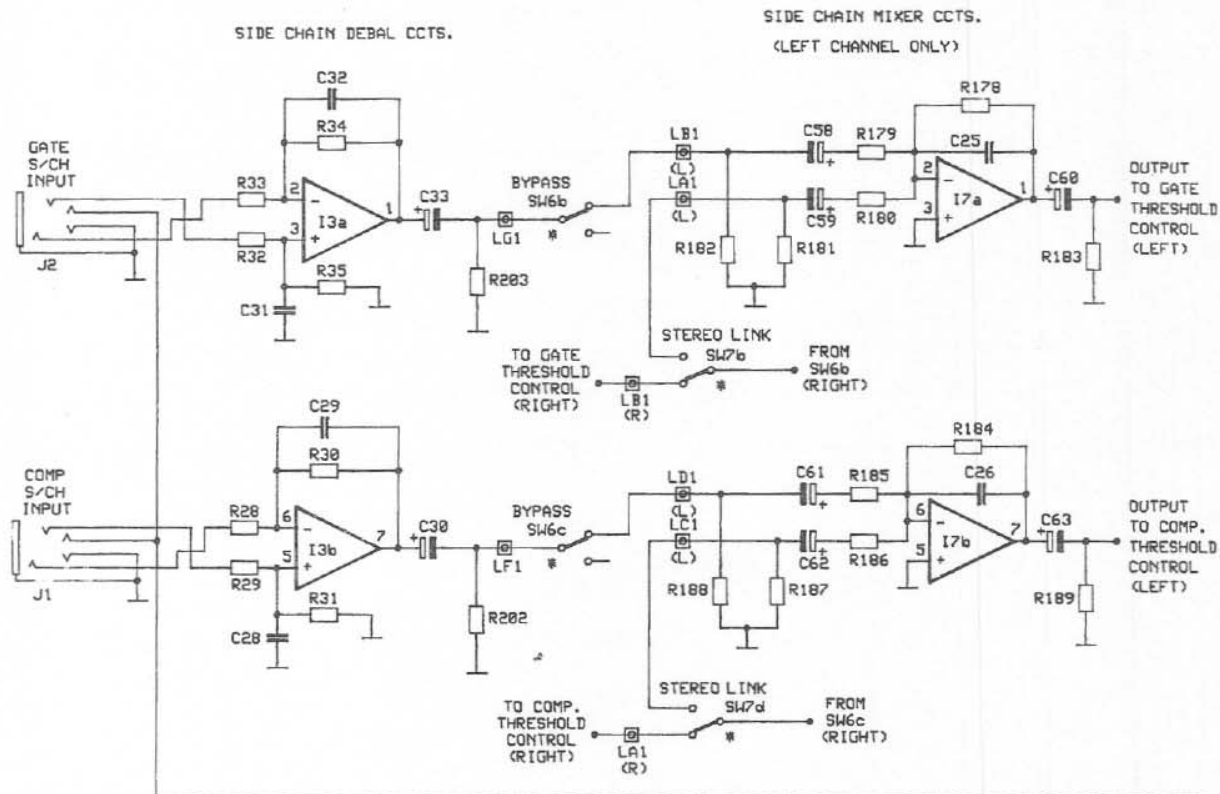 SIDE CHAIN DEBAL CCTS.
SIDE CHAIN MIXER CCTS.
(LEFT CHANNEL ONLY)
GATE
S/CH
INPUT
J2
R33
R32
C32
R34
2
3
-
+
I3a
1
R35
C31
C33
+
R203
LG1
BYPASS
SW6b
*
LB1
(L)
LA1
(L)
R182
R181
C58
+
C59
+
R179
R180
R178
C25
2
3
-
+
I7a
1
C60
+
R183
OUTPUT
TO GATE
THRESHOLD
CONTROL
(LEFT)
STEREO LINK
SW7b
*
TO GATE
THRESHOLD
CONTROL
(RIGHT)
LB1
(R)
FROM
SW6b
(RIGHT)
COMP
S/CH
INPUT
J1
R28
R29
C29
R30
6
5
-
+
I3b
7
R31
C28
C30
+
R202
LF1
BYPASS
SW6c
*
LD1
(L)
LC1
(L)
R188
R187
C61
+
C62
+
R185
R186
R184
C26
6
5
-
+
I7b
7
C63
+
R189
OUTPUT
TO COMP.
THRESHOLD
CONTROL
(LEFT)
STEREO LINK
SW7d
*
TO COMP.
THRESHOLD
CONTROL
(RIGHT)
LA1
(R)
FROM
SW6c
(RIGHT)